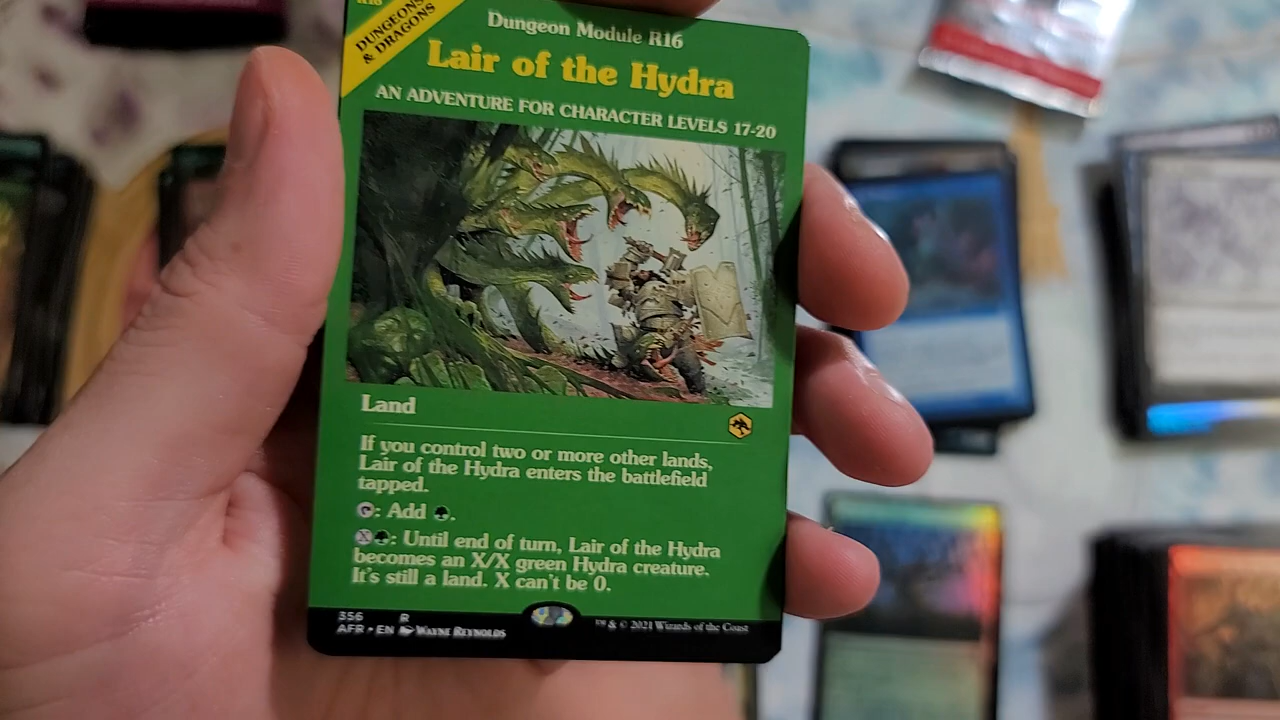 DUNGEONS
& DRAGONS
Dungeon Module R16
Lair of the Hydra
AN ADVENTURE FOR CHARACTER LEVELS 17-20
Land
If you control two or more other lands,
Lair of the Hydra enters the battlefield
tapped.
: Add .
X: Until end of turn, Lair of the Hydra
becomes an X/X green Hydra creature.
It's still a land. X can't be 0.
356 R
AFR • EN Wayne Reynolds
™ & © 2021 Wizards of the Coast